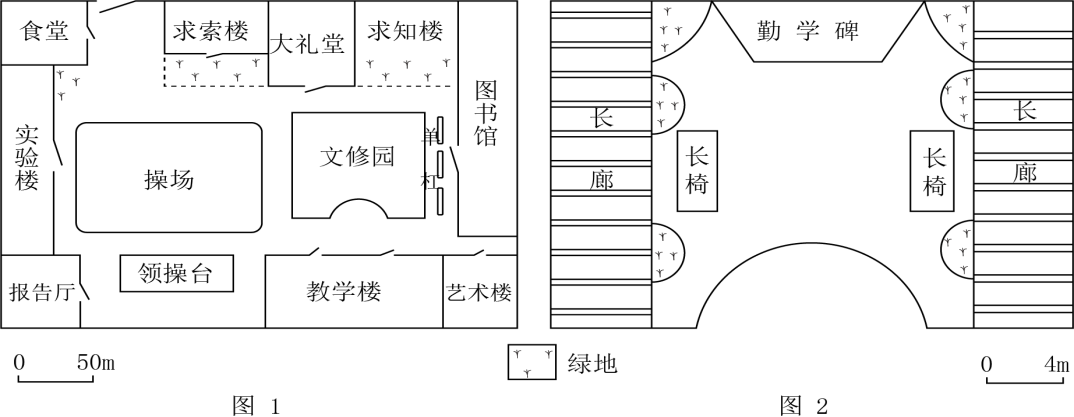 食堂
求索楼
大礼堂
求知楼
图书馆
实验楼
操场
文修园
单杠
领操台
报告厅
教学楼
艺术楼
0 50m
图 1
勤学碑
长廊
长椅
长椅
长廊
绿地
0 4m
图 2